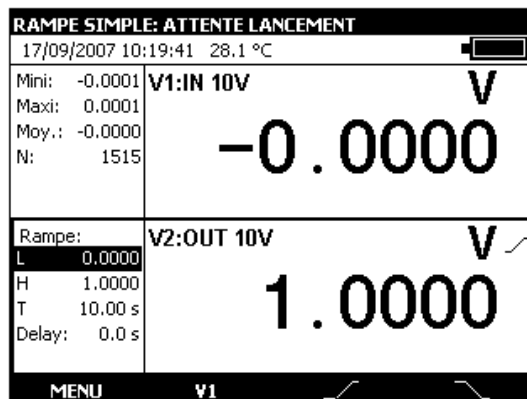 RAMPE SIMPLE: ATTENTE LANCEMENT
17/09/2007 10:19:41 28.1 °C
Mini: -0.0001
Maxi: 0.0001
Moy.: -0.0000
N: 1515
V1:IN 10V
V
-0.0000
Rampe:
L 0.0000
H 1.0000
T 10.00 s
Delay: 0.0 s
V2:OUT 10V
V
1.0000
MENU V1